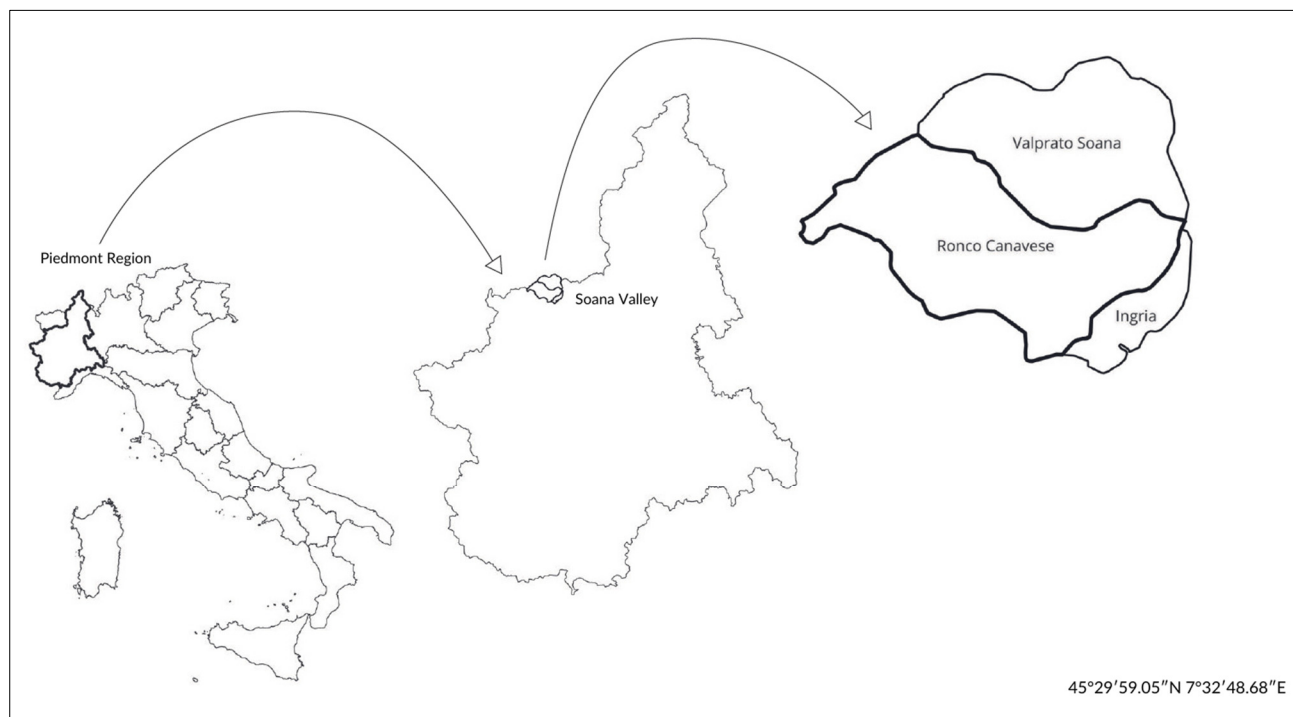 Piedmont Region
Soana Valley
Valprato Soana
Ronco Canavese
Ingria
45°29′59.05″N 7°32′48.68″E